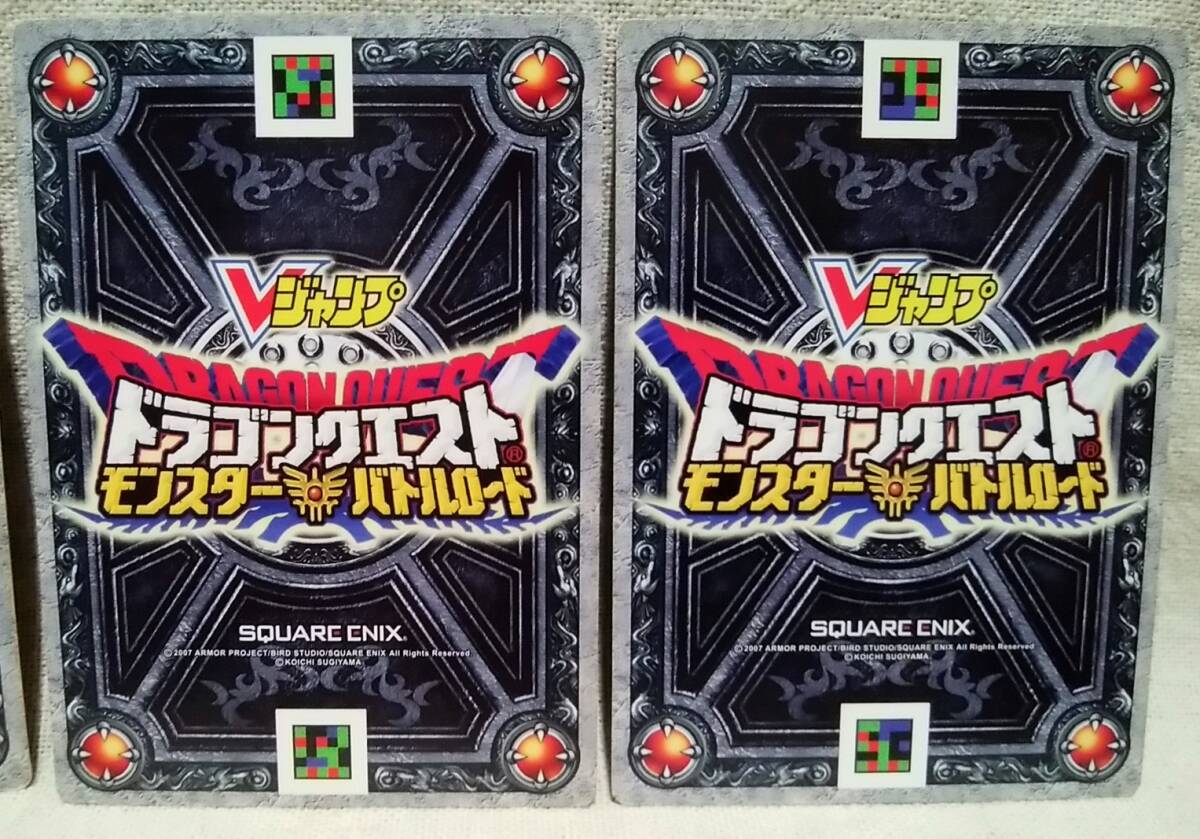 Vジャンプ
DRAGON QUEST
ドラゴンクエスト®
モンスターバトルロード
SQUARE ENIX®
©2007 ARMOR PROJECT/BIRD STUDIO/SQUARE ENIX All Rights Reserved.
©KOICHI SUGIYAMA
Vジャンプ
DRAGON QUEST
ドラゴンクエスト®
モンスターバトルロード
SQUARE ENIX®
©2007 ARMOR PROJECT/BIRD STUDIO/SQUARE ENIX All Rights Reserved.
©KOICHI SUGIYAMA